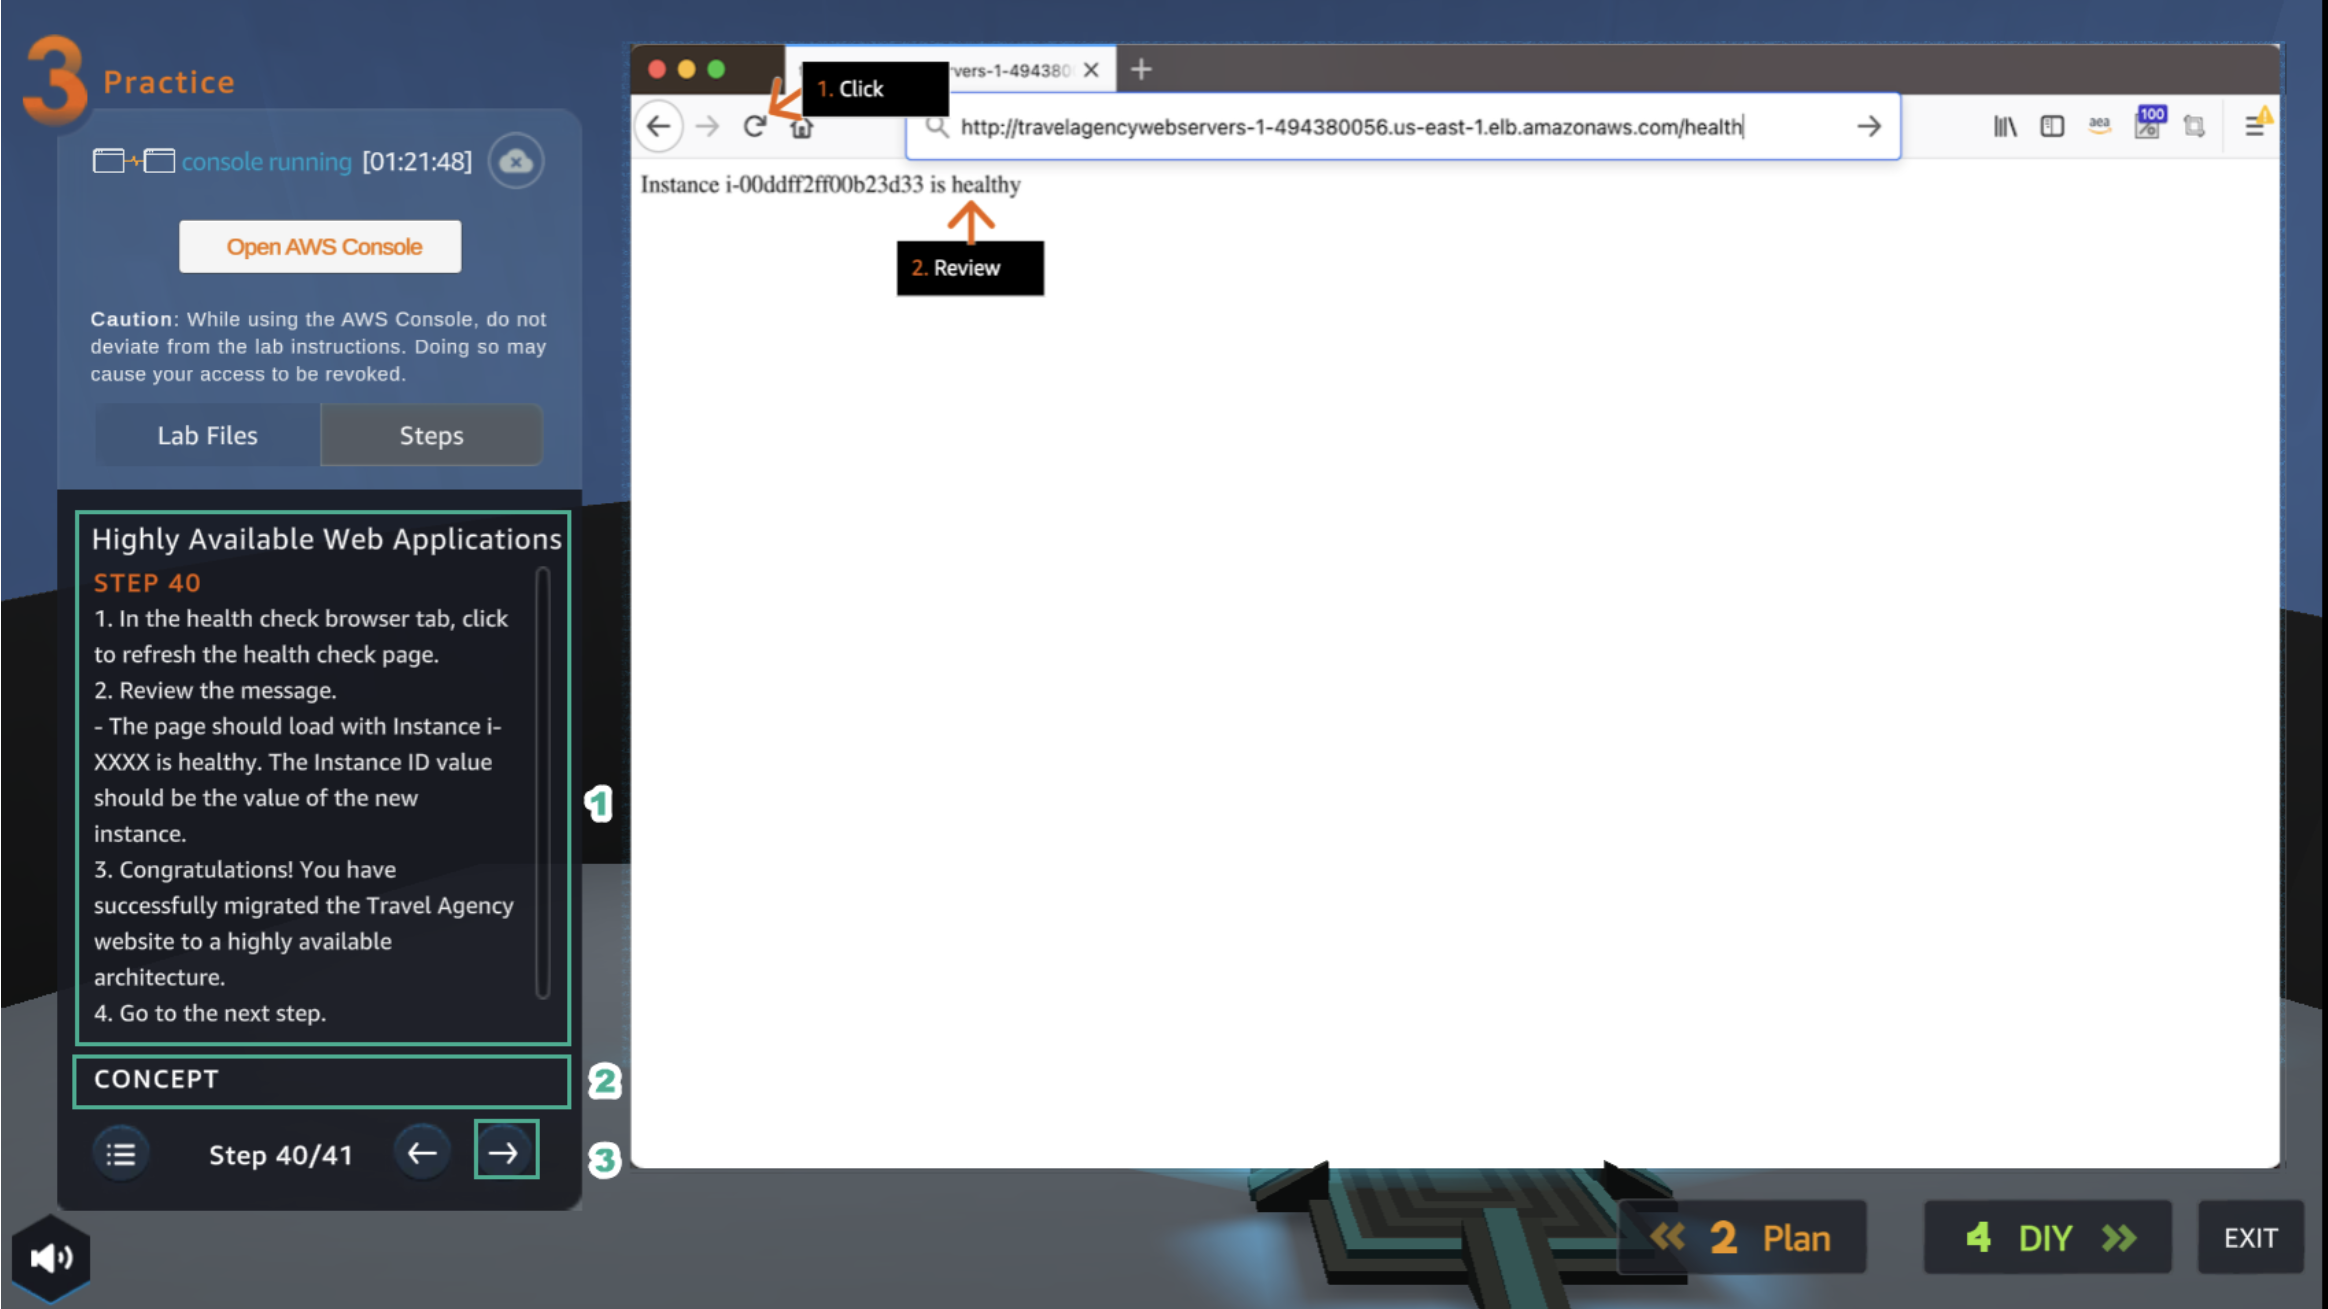 3 Practice
console running [01:21:48]
Open AWS Console
Caution: While using the AWS Console, do not
deviate from the lab instructions. Doing so may
cause your access to be revoked.
Lab Files
Steps
Highly Available Web Applications
STEP 40
1. In the health check browser tab, click
to refresh the health check page.
2. Review the message.
- The page should load with Instance i-
XXXX is healthy. The Instance ID value
should be the value of the new
instance.
3. Congratulations! You have
successfully migrated the Travel Agency
website to a highly available
architecture.
4. Go to the next step.
1
CONCEPT
2
Step 40/41
3
vers-1-494380
1. Click
http://travelagencywebservers-1-494380056.us-east-1.elb.amazonaws.com/health
aea
100
Instance i-00ddff2ff00b23d33 is healthy
2. Review
2 Plan
4 DIY
EXIT